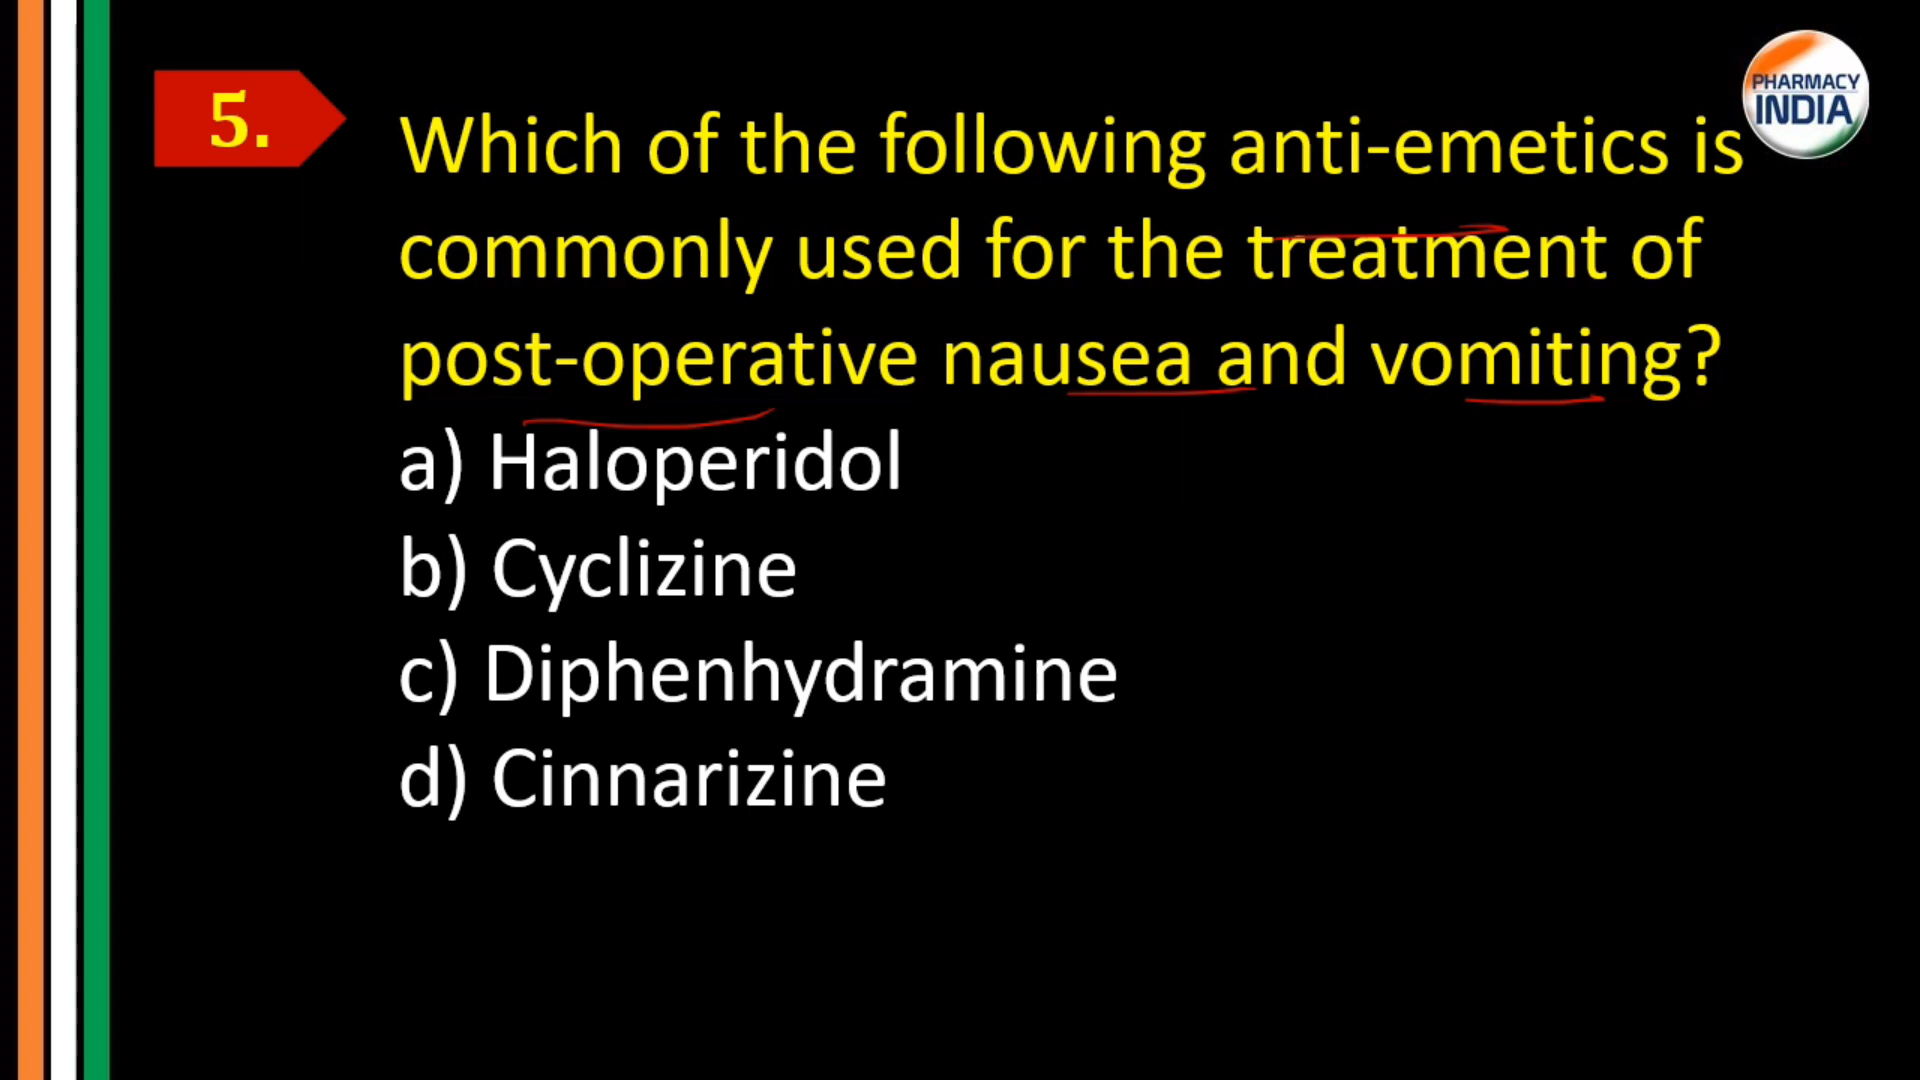 5.
PHARMACY
INDIA
Which of the following anti-emetics is
commonly used for the treatment of
post-operative nausea and vomiting?
a) Haloperidol
b) Cyclizine
c) Diphenhydramine
d) Cinnarizine